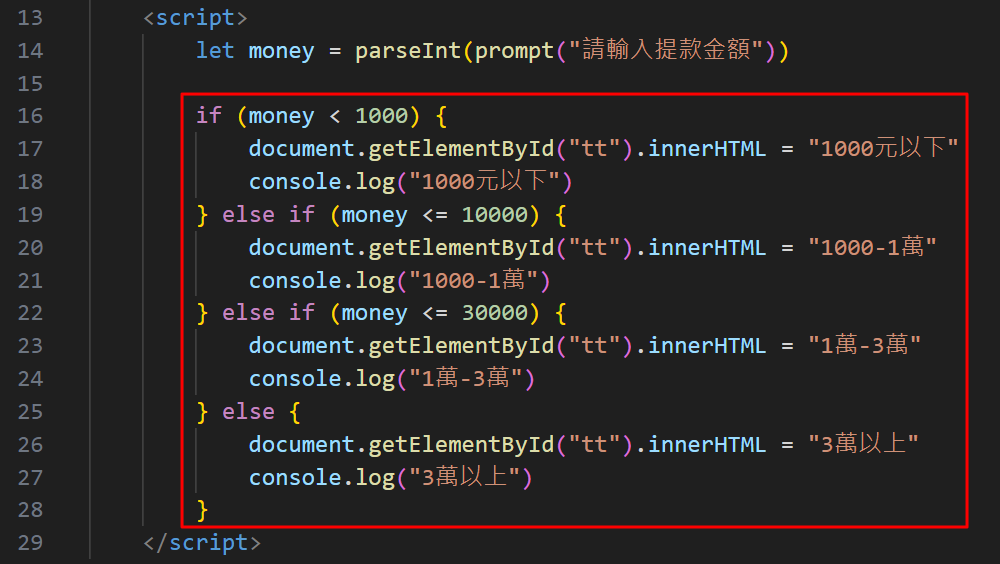 13 <script>
14 let money = parseInt(prompt("請輸入提款金額"))
15
16 if (money < 1000) {
17 document.getElementById("tt").innerHTML = "1000元以下"
18 console.log("1000元以下")
19 } else if (money <= 10000) {
20 document.getElementById("tt").innerHTML = "1000-1萬"
21 console.log("1000-1萬")
22 } else if (money <= 30000) {
23 document.getElementById("tt").innerHTML = "1萬-3萬"
24 console.log("1萬-3萬")
25 } else {
26 document.getElementById("tt").innerHTML = "3萬以上"
27 console.log("3萬以上")
28 }
29 </script>